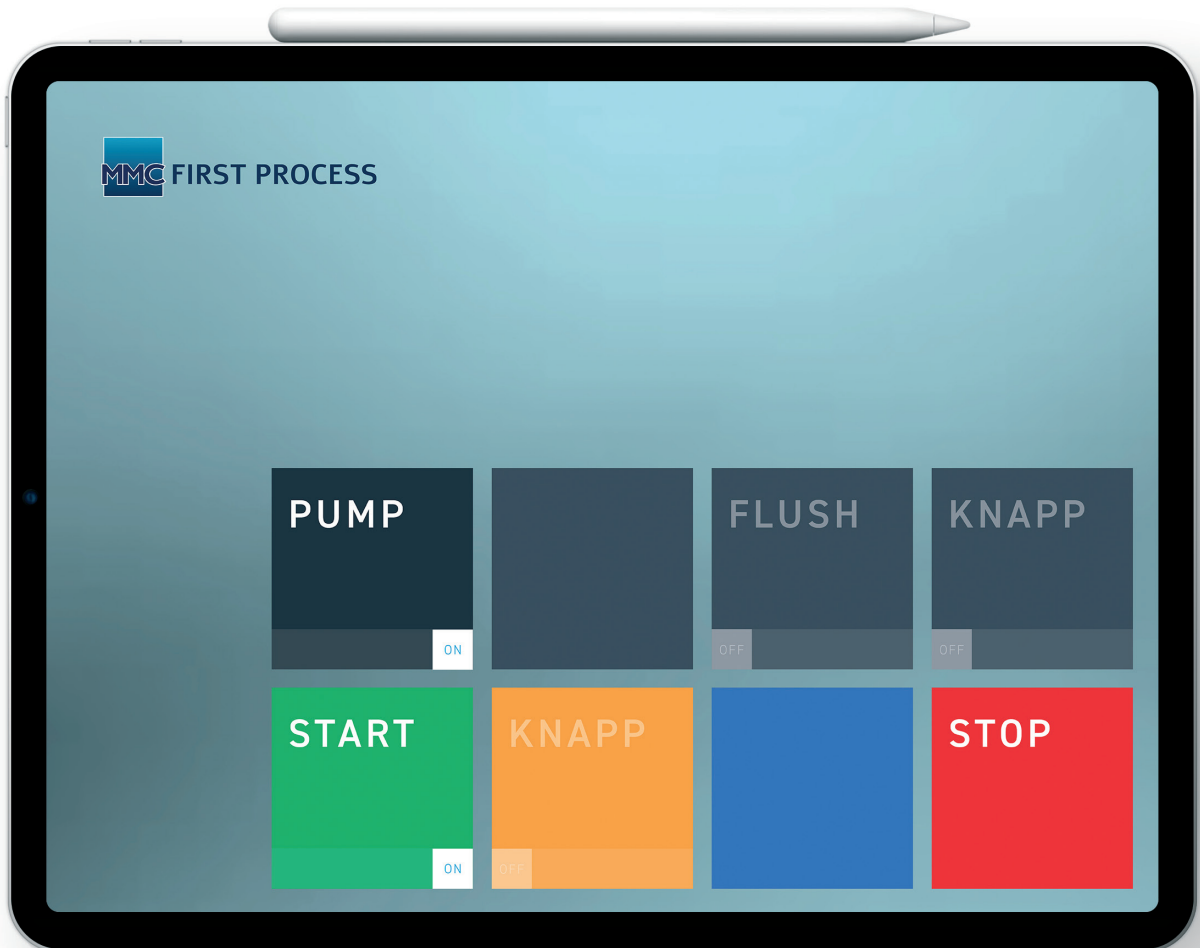 MMC FIRST PROCESS
PUMP
FLUSH
KNAPP
ON
OFF
OFF
START
KNAPP
STOP
ON
OFF